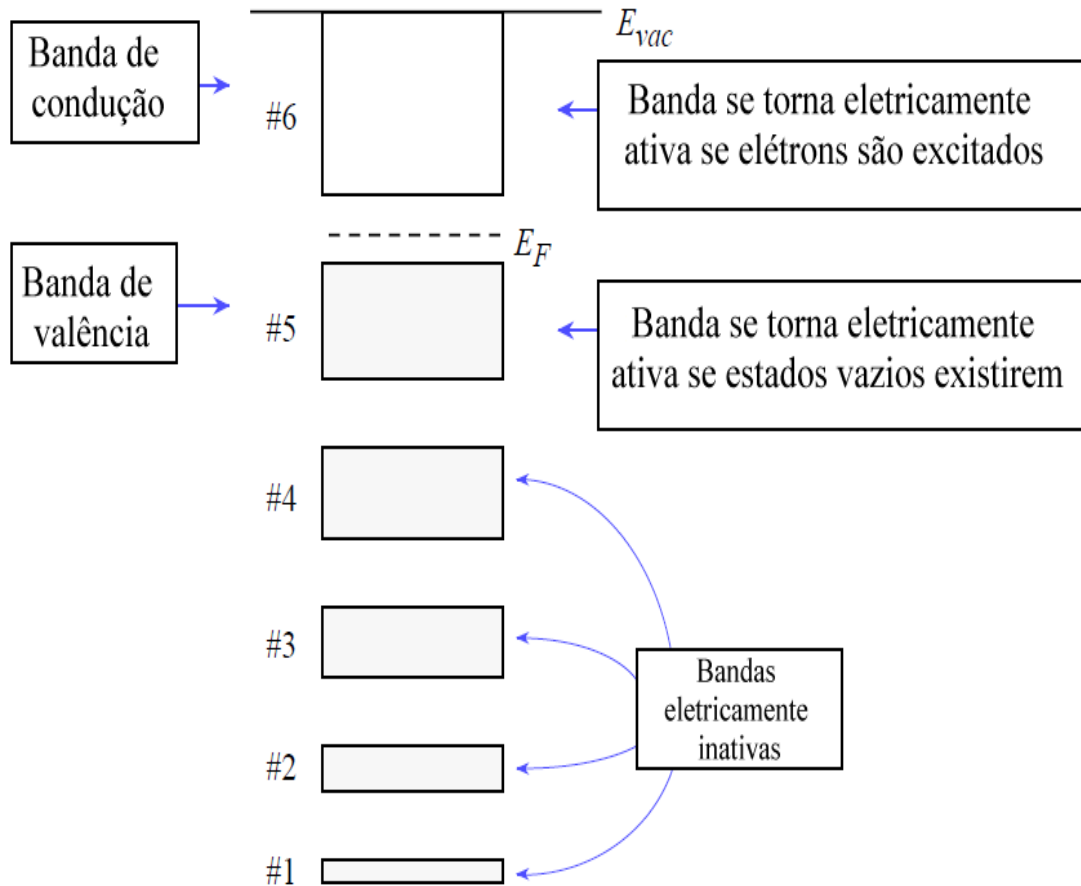 E_vac
Banda de
condução
#6
Banda se torna eletricamente
ativa se elétrons são excitados
E_F
Banda de
valência
#5
Banda se torna eletricamente
ativa se estados vazios existirem
#4
#3
Bandas
eletricamente
inativas
#2
#1